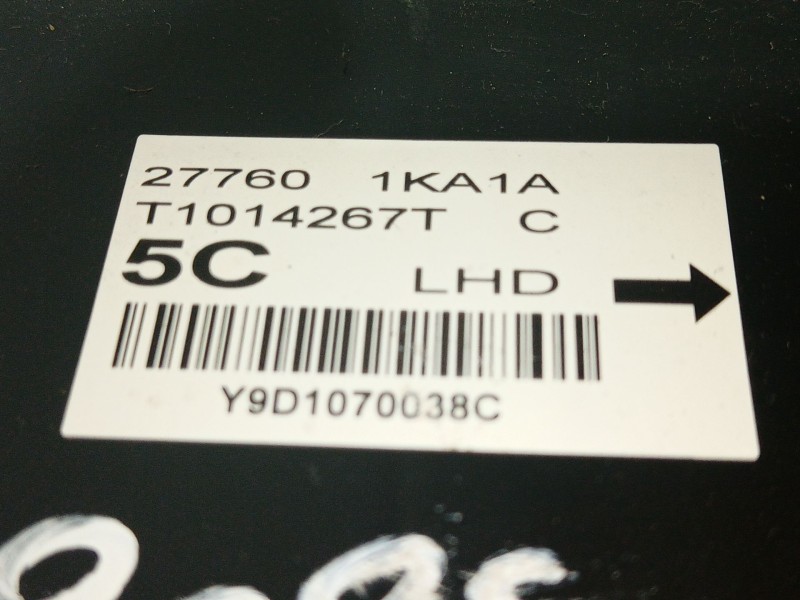 27760 1KA1A
T1014267T C
5C LHD
Y9D1070038C